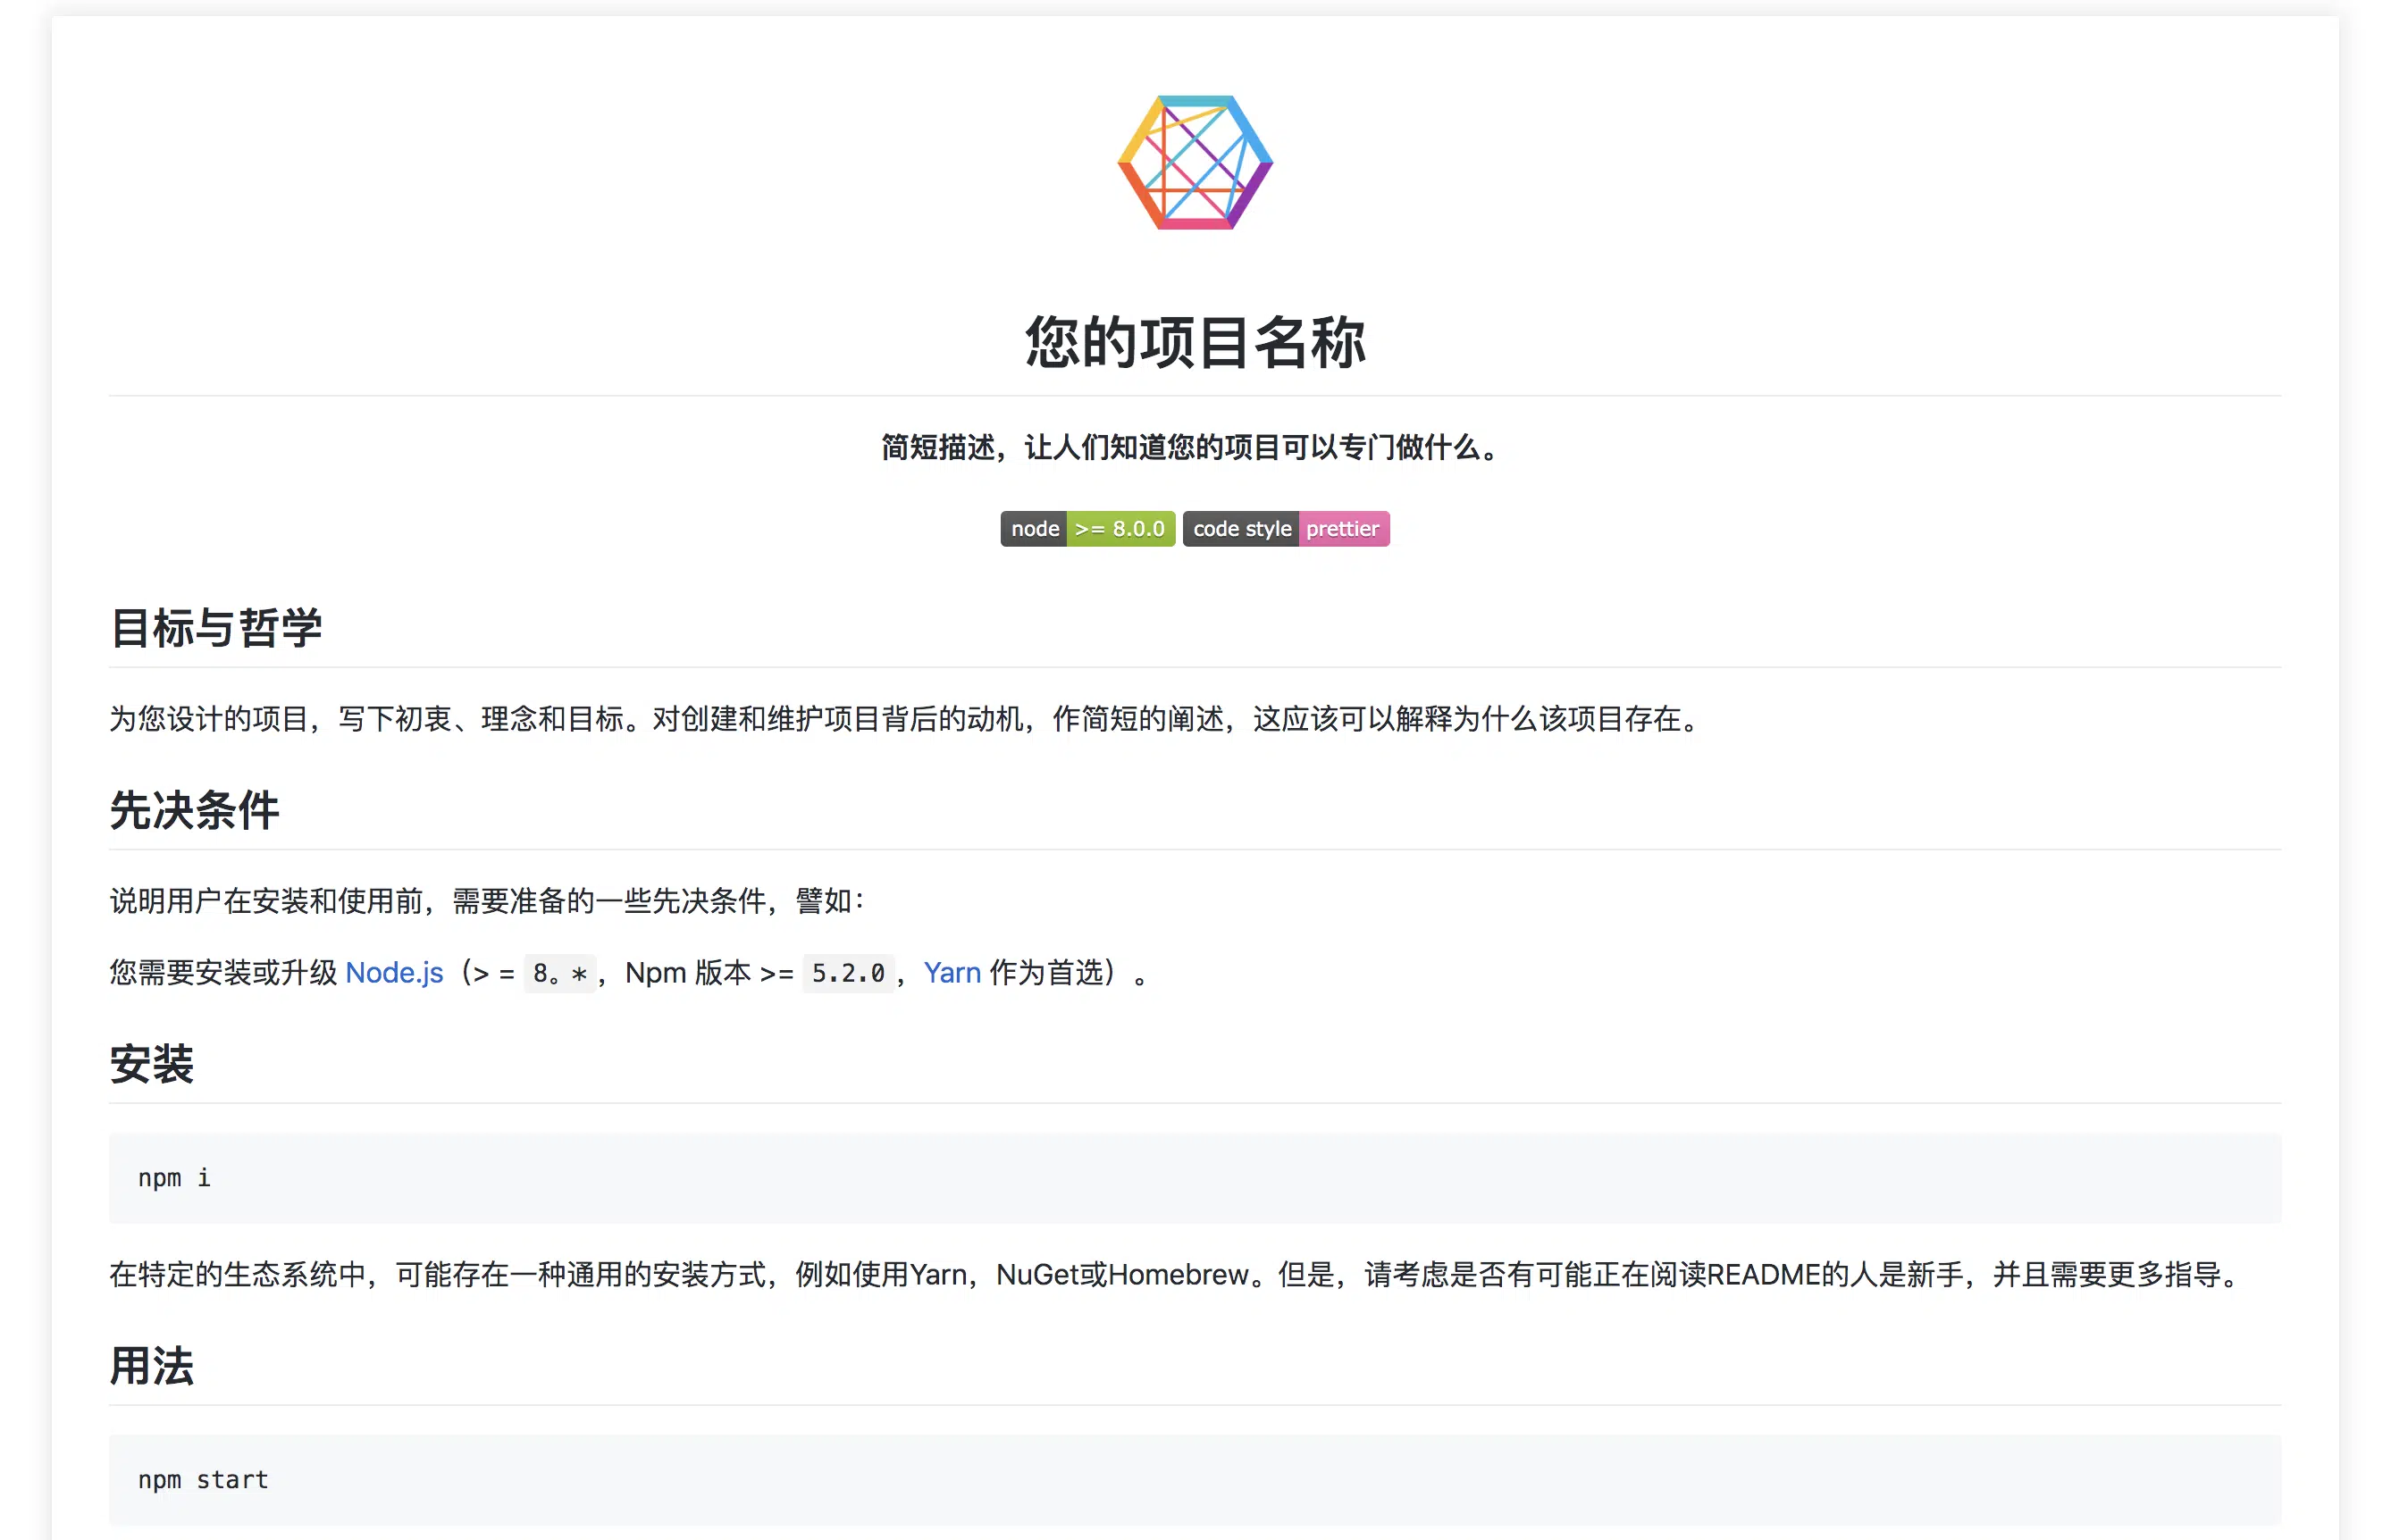 您的项目名称
简短描述，让人们知道您的项目可以专门做什么。
node >= 8.0.0 code style prettier
目标与哲学
为您设计的项目，写下初衷、理念和目标。对创建和维护项目背后的动机，作简短的阐述，这应该可以解释为什么该项目存在。
先决条件
说明用户在安装和使用前，需要准备的一些先决条件，譬如：
您需要安装或升级 Node.js（> = 8。*，Npm 版本 >= 5.2.0，Yarn 作为首选）。
安装
npm i
在特定的生态系统中，可能存在一种通用的安装方式，例如使用Yarn，NuGet或Homebrew。但是，请考虑是否有可能正在阅读README的人是新手，并且需要更多指导。
用法
npm start